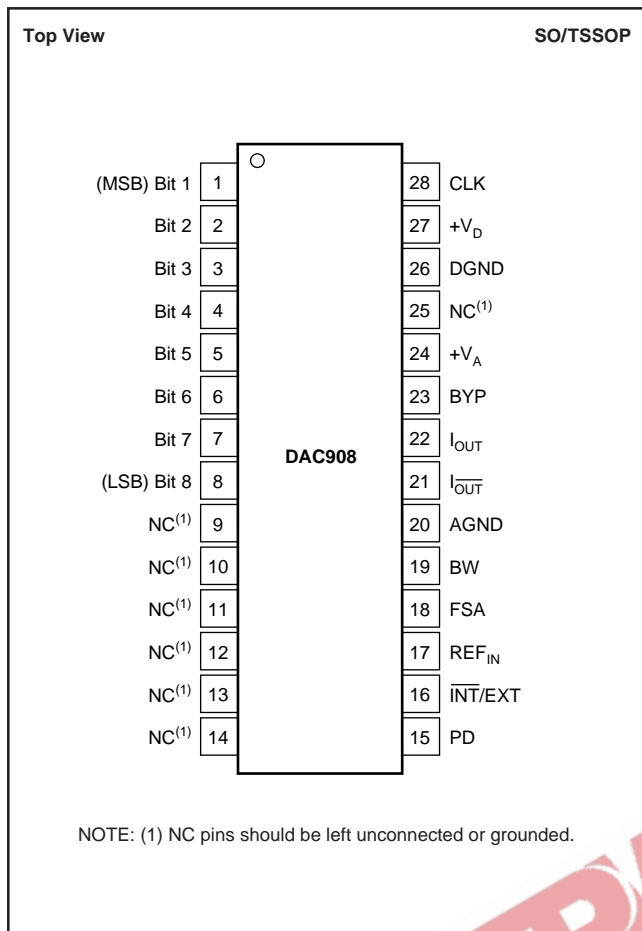 Top View SO/TSSOP
(MSB) Bit 1 1 28 CLK
Bit 2 2 27 +V_D
Bit 3 3 26 DGND
Bit 4 4 25 NC(1)
Bit 5 5 24 +V_A
Bit 6 6 23 BYP
Bit 7 7 22 I_OUT
DAC908
(LSB) Bit 8 8 21 I_O̅U̅T̅
NC(1) 9 20 AGND
NC(1) 10 19 BW
NC(1) 11 18 FSA
NC(1) 12 17 REF_IN
NC(1) 13 16 I̅N̅T̅/EXT
NC(1) 14 15 PD
NOTE: (1) NC pins should be left unconnected or grounded.